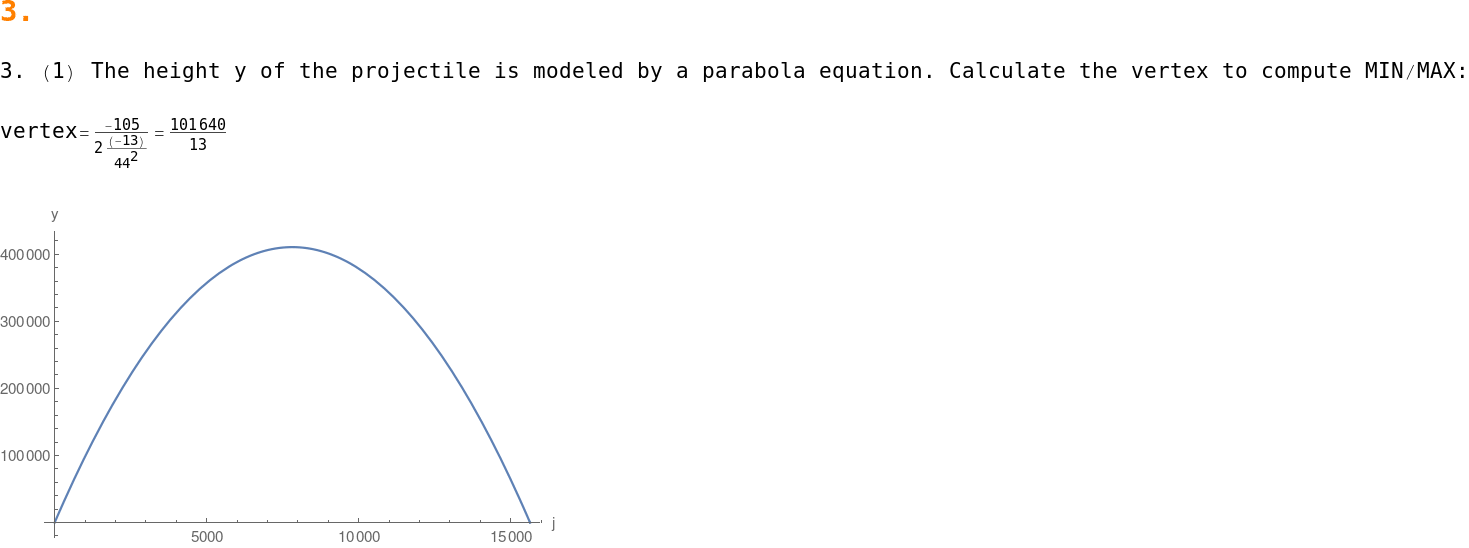 3.
3. (1) The height y of the projectile is modeled by a parabola equation. Calculate the vertex to compute MIN/MAX:
vertex= -105 / (2 (-13)/44^2) = 101640/13
y
400000
300000
200000
100000
5000 10000 15000 j